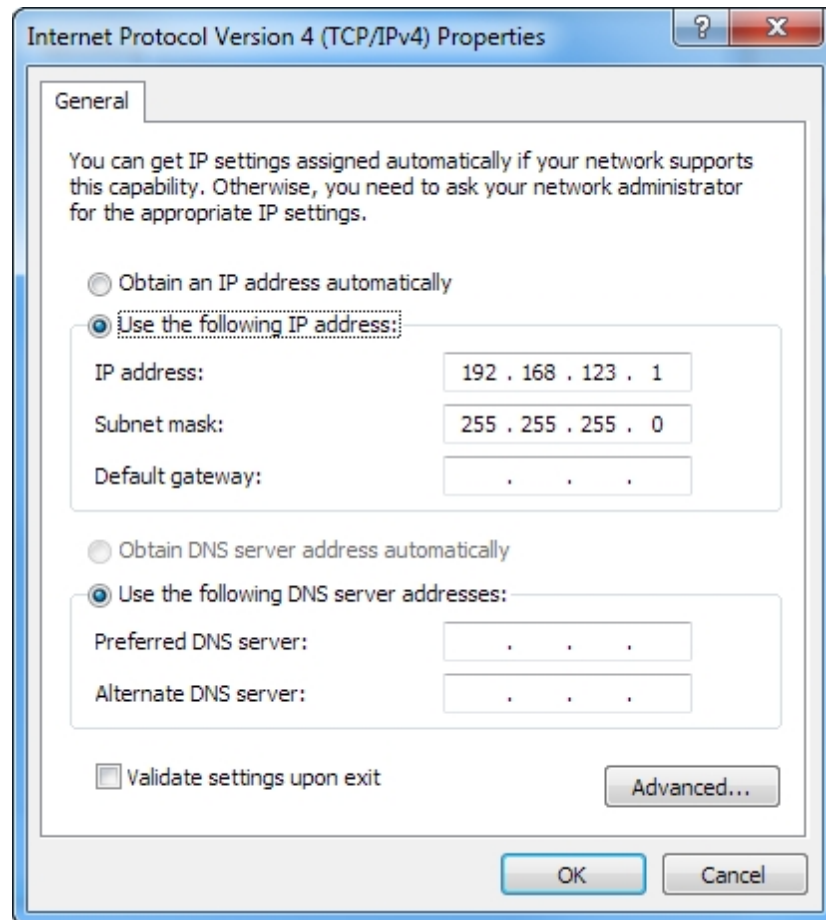 Internet Protocol Version 4 (TCP/IPv4) Properties
?
X
General
You can get IP settings assigned automatically if your network supports
this capability. Otherwise, you need to ask your network administrator
for the appropriate IP settings.
Obtain an IP address automatically
Use the following IP address:
IP address: 192 . 168 . 123 . 1
Subnet mask: 255 . 255 . 255 . 0
Default gateway: . . .
Obtain DNS server address automatically
Use the following DNS server addresses:
Preferred DNS server: . . .
Alternate DNS server: . . .
Validate settings upon exit
Advanced...
OK Cancel